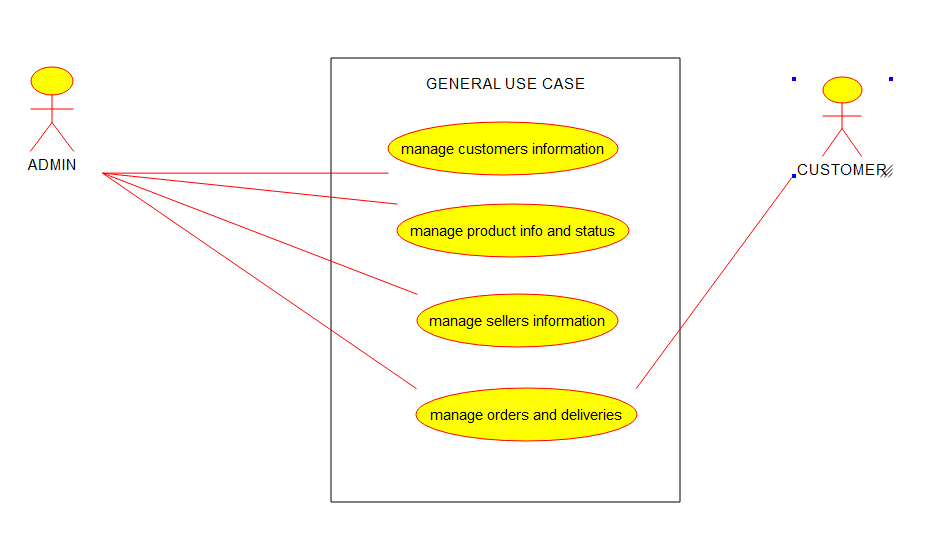 GENERAL USE CASE
manage customers information
ADMIN
CUSTOMER
manage product info and status
manage sellers information
manage orders and deliveries